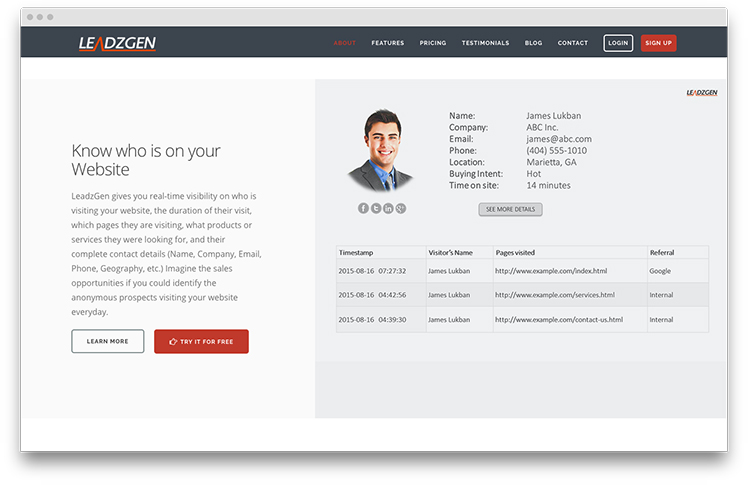 LEADZGEN
ABOUT FEATURES PRICING TESTIMONIALS BLOG CONTACT LOGIN SIGN UP
Know who is on your
Website
LeadzGen gives you real-time visibility on who is
visiting your website, the duration of their visit,
which pages they are visiting, what products or
services they were looking for, and their
complete contact details (Name, Company, Email,
Phone, Geography, etc.) Imagine the sales
opportunities if you could identify the
anonymous prospects visiting your website
everyday.
LEARN MORE TRY IT FOR FREE
LEADZGEN
Name: James Lukban
Company: ABC Inc.
Email: james@abc.com
Phone: (404) 555-1010
Location: Marietta, GA
Buying Intent: Hot
Time on site: 14 minutes
SEE MORE DETAILS
Timestamp Visitor's Name Pages visited Referral
2015-08-16 07:27:32 James Lukban http://www.example.com/index.html Google
2015-08-16 04:42:56 James Lukban http://www.example.com/services.html Internal
2015-08-16 04:39:30 James Lukban http://www.example.com/contact-us.html Internal